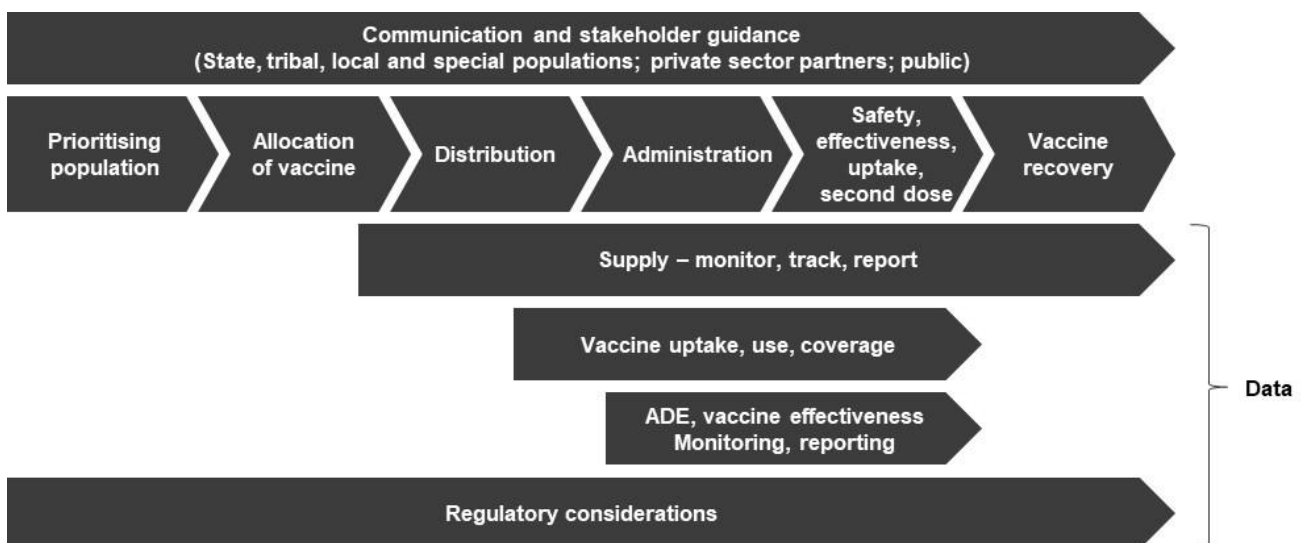 Communication and stakeholder guidance
(State, tribal, local and special populations; private sector partners; public)
Prioritising
population
Allocation
of vaccine
Distribution
Administration
Safety,
effectiveness,
uptake,
second dose
Vaccine
recovery
Supply – monitor, track, report
Vaccine uptake, use, coverage
ADE, vaccine effectiveness
Monitoring, reporting
Data
Regulatory considerations